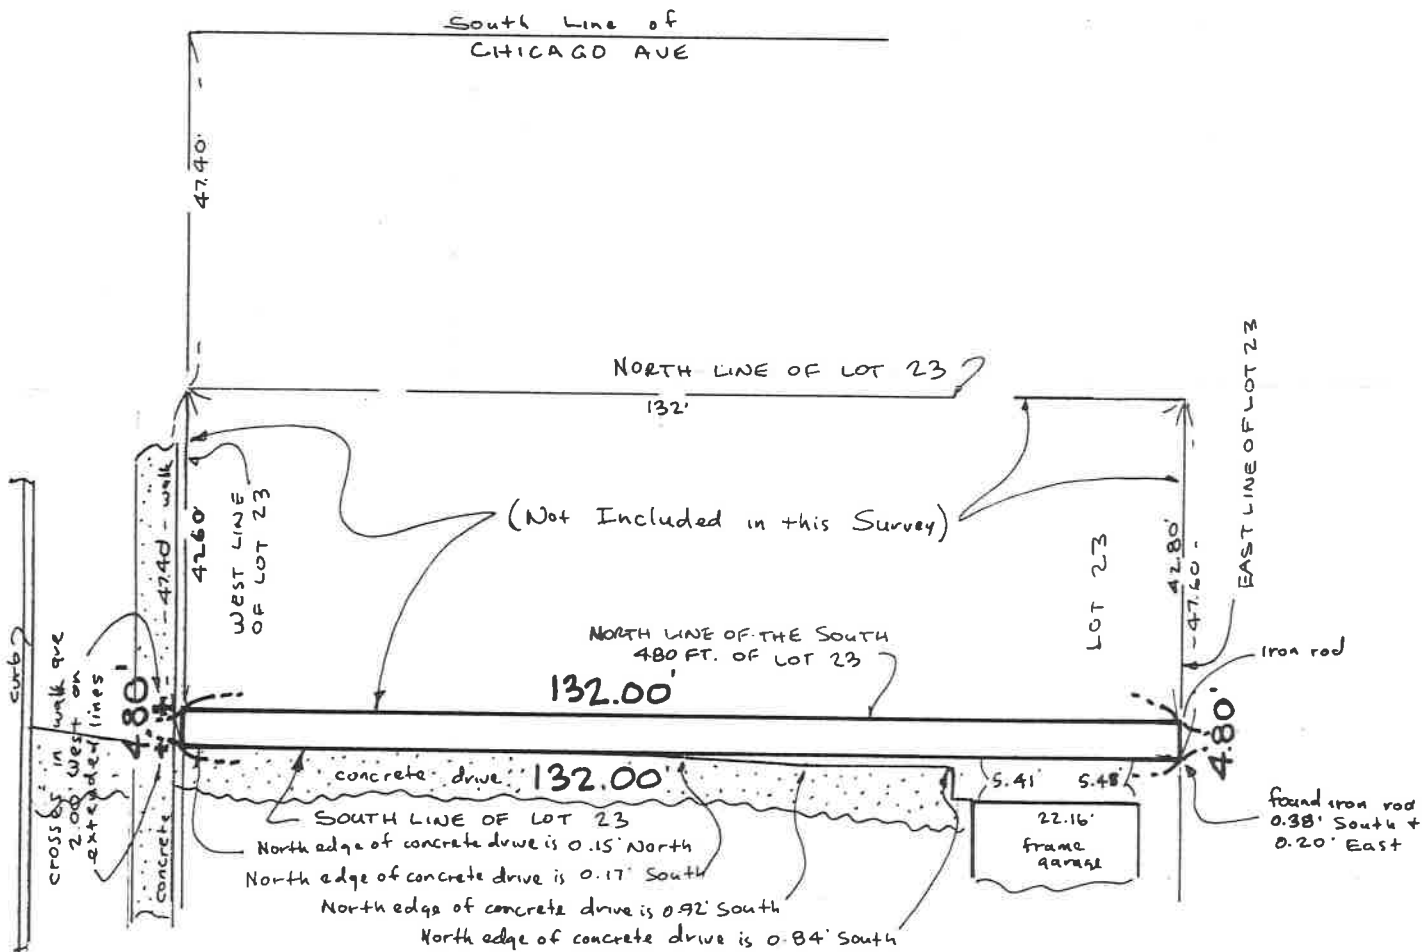 South Line of
CHICAGO AVE
47.40'
NORTH LINE OF LOT 23
132'
EAST LINE OF LOT 23
WEST LINE
OF LOT 23
42.60'
47.40 - walk
concrete
(Not Included in this Survey)
LOT 23
42.80'
47.60
iron rod
NORTH LINE OF THE SOUTH
4.80 FT. OF LOT 23
132.00'
4.80'
4.80'
curb
crosses in walk are
2.00 West on
extended lines
concrete drive
132.00'
5.41'
5.48'
22.16'
frame
garage
found iron rod
0.38' South +
0.20' East
SOUTH LINE OF LOT 23
North edge of concrete drive is 0.15' North
North edge of concrete drive is 0.17' South
North edge of concrete drive is 0.92' South
North edge of concrete drive is 0.84' South